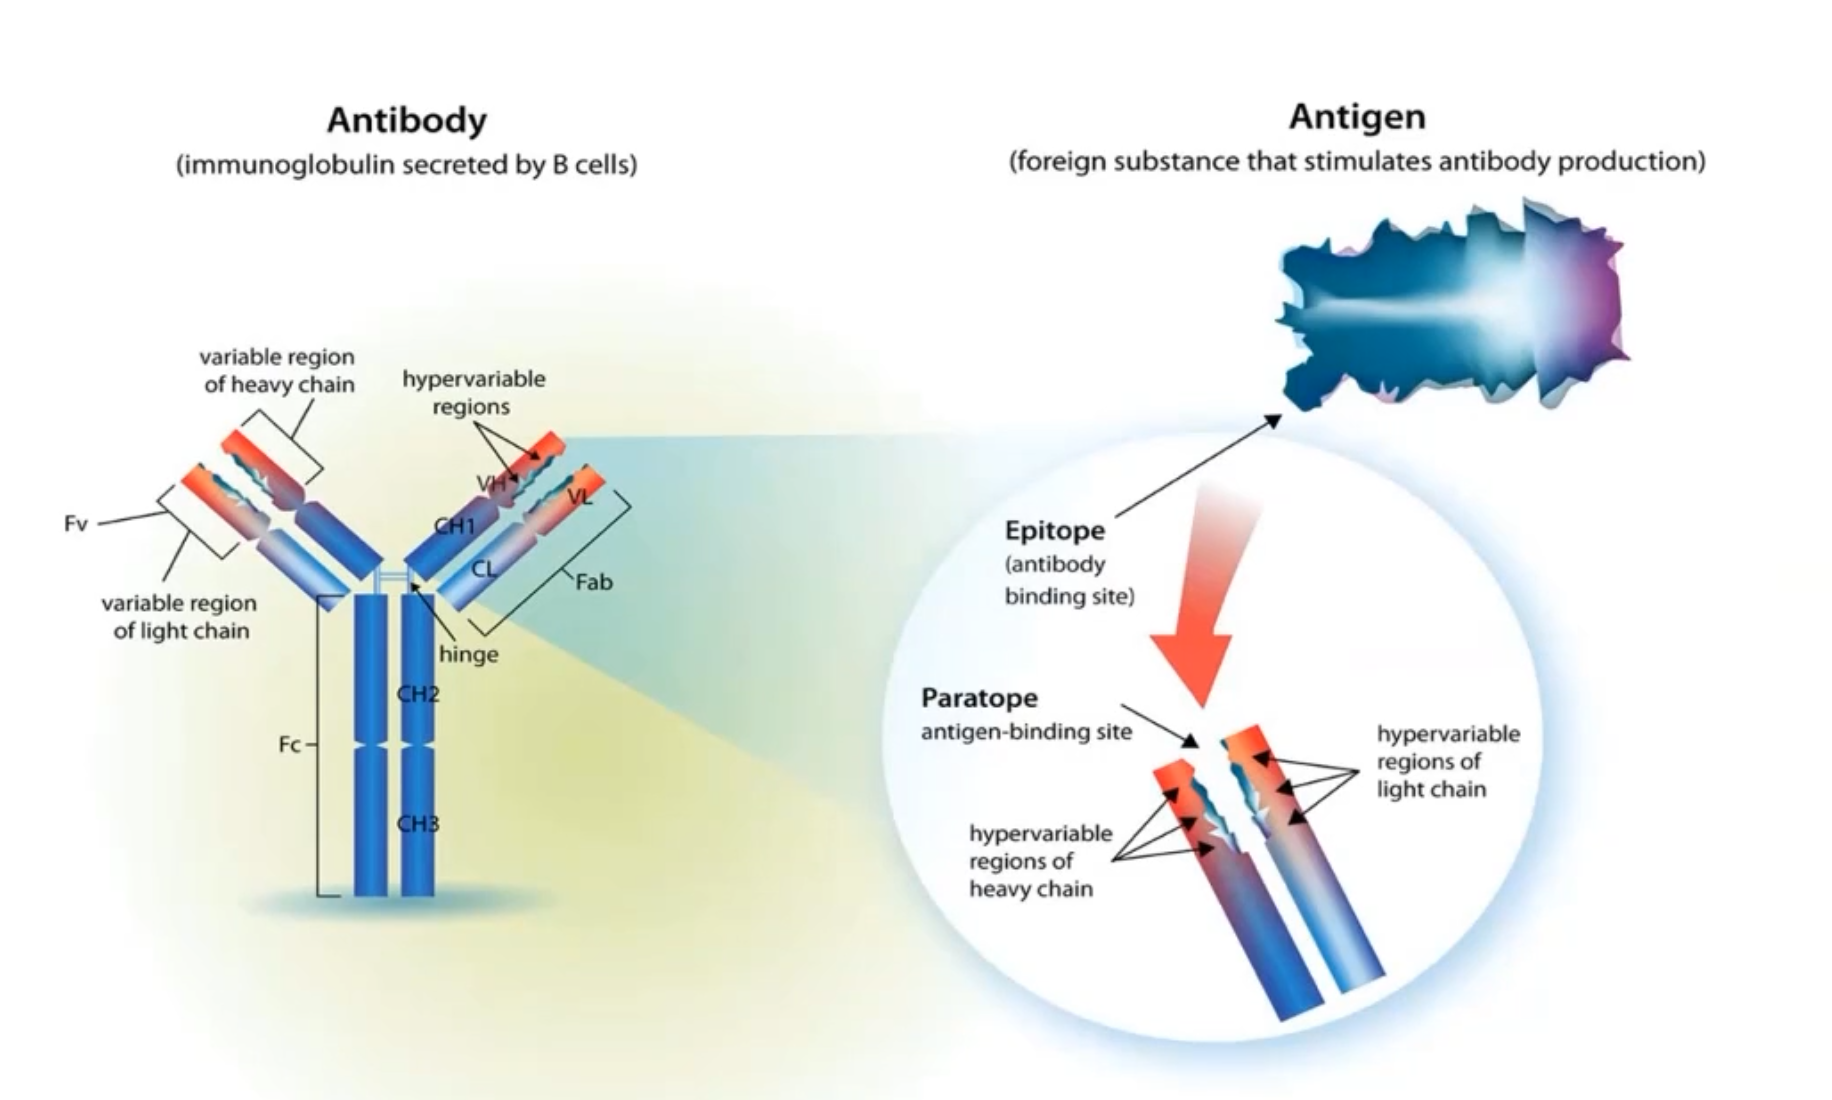 Antibody
(immunoglobulin secreted by B cells)
variable region
of heavy chain
hypervariable
regions
VH
VL
CH1
CL
Fv
Fab
variable region
of light chain
hinge
CH2
Fc
CH3
Antigen
(foreign substance that stimulates antibody production)
Epitope
(antibody
binding site)
Paratope
antigen-binding site
hypervariable
regions of
light chain
hypervariable
regions of
heavy chain